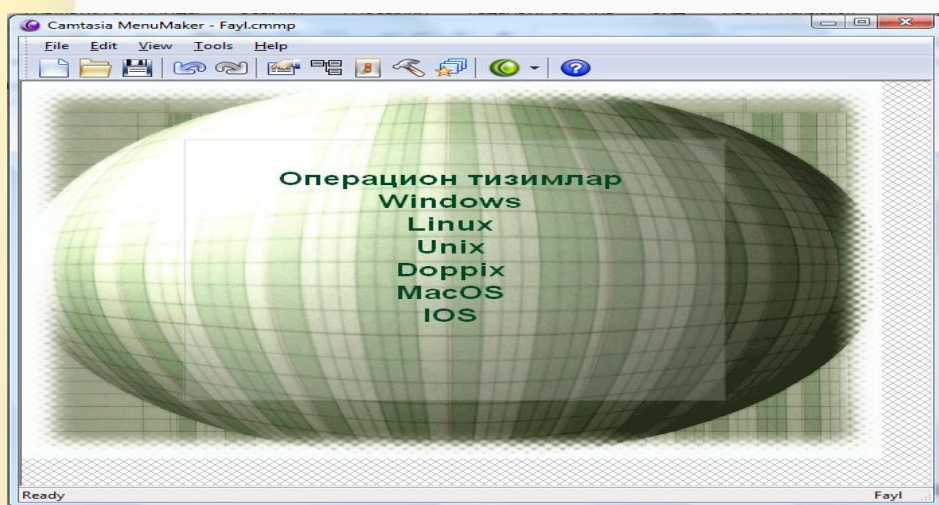 Camtasia MenuMaker - Fayl.cmmp
File Edit View Tools Help
Операцион тизимлар
Windows
Linux
Unix
Doppix
MacOS
IOS
Ready Fayl